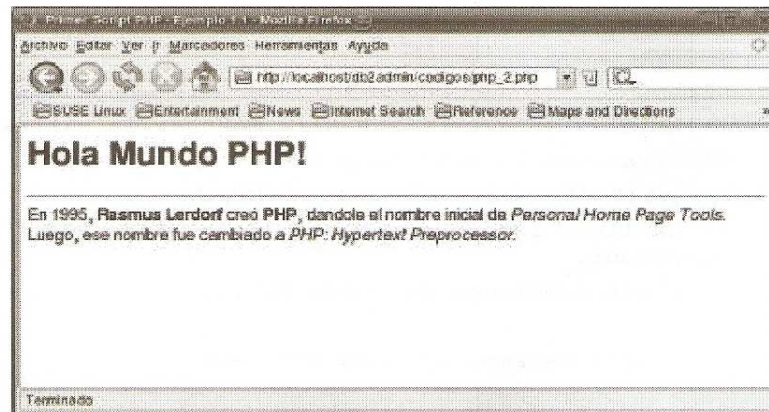 Primer Script PHP - Ejemplo 1.1 - Mozilla Firefox
Archivo Editar Ver Ir Marcadores Herramientas Ayuda
http://localhost/db2admin/codigos/php_2.php
SUSE Linux Entertainment News Internet Search Reference Maps and Directions »
Hola Mundo PHP!
En 1995, Rasmus Lerdorf creó PHP, dandole el nombre inicial de Personal Home Page Tools.
Luego, ese nombre fue cambiado a PHP: Hypertext Preprocessor.
Terminado